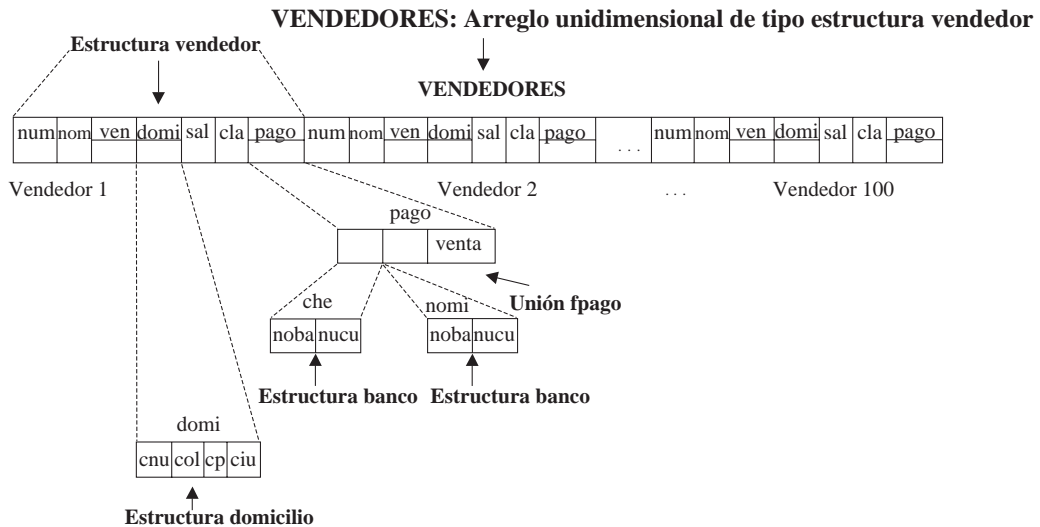 VENDEDORES: Arreglo unidimensional de tipo estructura vendedor
Estructura vendedor
VENDEDORES
num nom ven domi sal cla pago num nom ven domi sal cla pago ... num nom ven domi sal cla pago
Vendedor 1 Vendedor 2 ... Vendedor 100
pago
venta
Unión fpago
che nomi
noba nucu noba nucu
Estructura banco Estructura banco
domi
cnu col cp ciu
Estructura domicilio